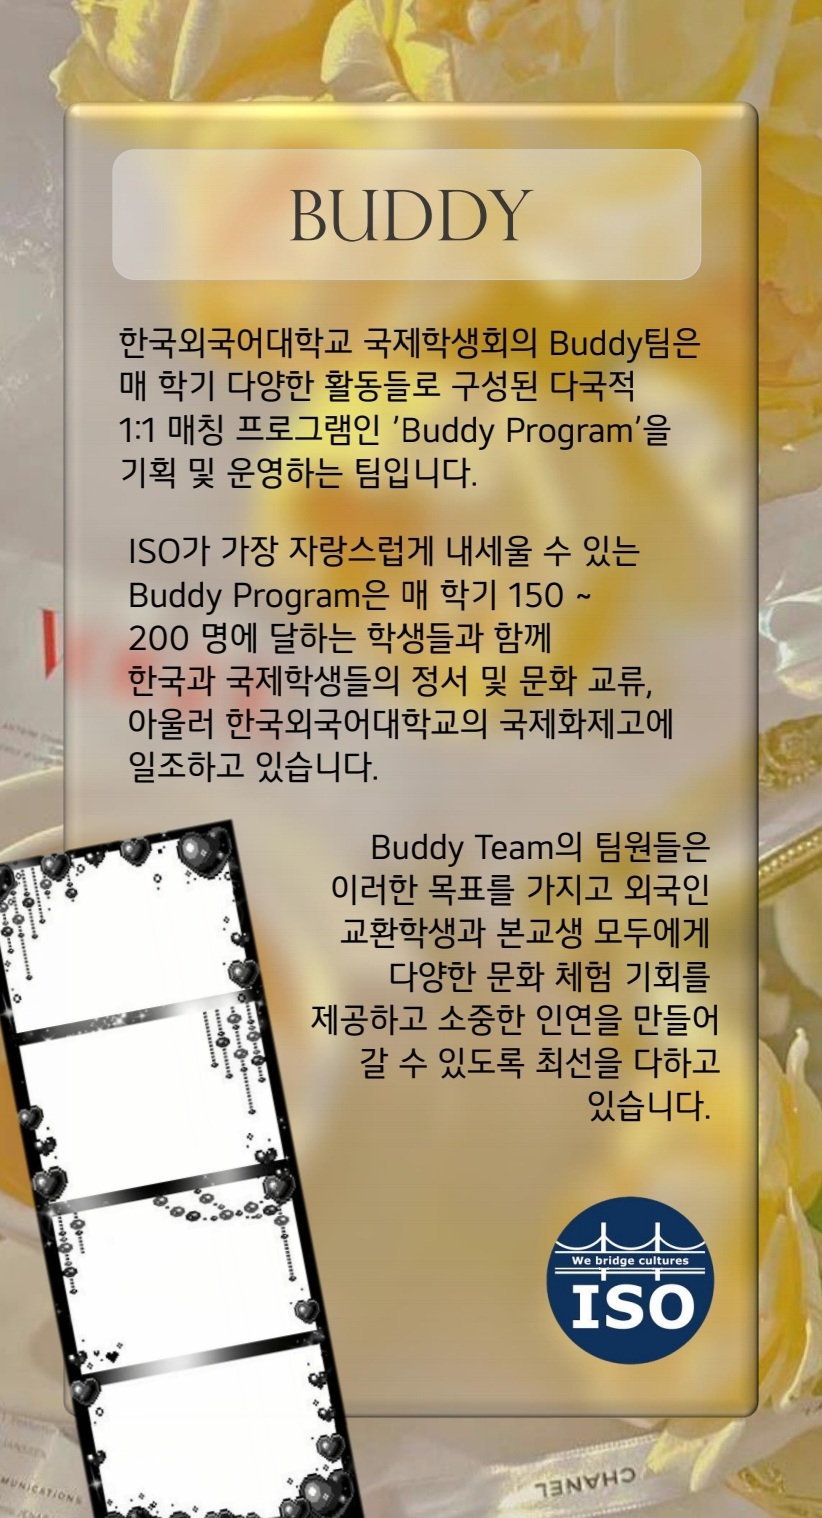 BUDDY
한국외국어대학교 국제학생회의 Buddy팀은
매 학기 다양한 활동들로 구성된 다국적
1:1 매칭 프로그램인 ’Buddy Program’을
기획 및 운영하는 팀입니다.
ISO가 가장 자랑스럽게 내세울 수 있는
Buddy Program은 매 학기 150 ~
200 명에 달하는 학생들과 함께
한국과 국제학생들의 정서 및 문화 교류,
아울러 한국외국어대학교의 국제화제고에
일조하고 있습니다.
Buddy Team의 팀원들은
이러한 목표를 가지고 외국인
교환학생과 본교생 모두에게
다양한 문화 체험 기회를
제공하고 소중한 인연을 만들어
갈 수 있도록 최선을 다하고
있습니다.
We bridge cultures
ISO
CHANEL